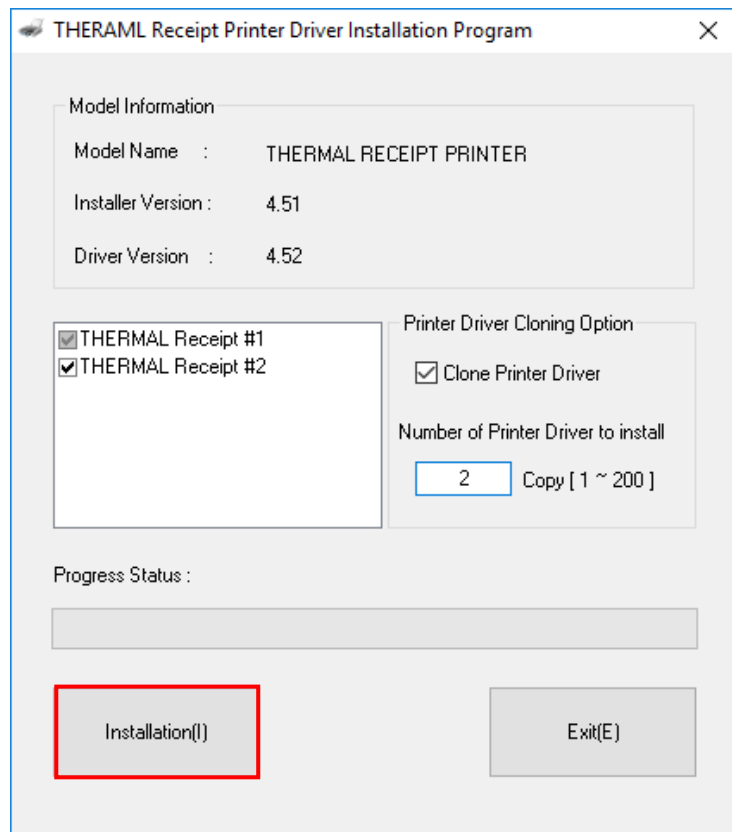 THERAML Receipt Printer Driver Installation Program
Model Information
Model Name : THERMAL RECEIPT PRINTER
Installer Version : 4.51
Driver Version : 4.52
THERMAL Receipt #1
THERMAL Receipt #2
Printer Driver Cloning Option
Clone Printer Driver
Number of Printer Driver to install
2 Copy [ 1 ~ 200 ]
Progress Status :
Installation(I)
Exit(E)